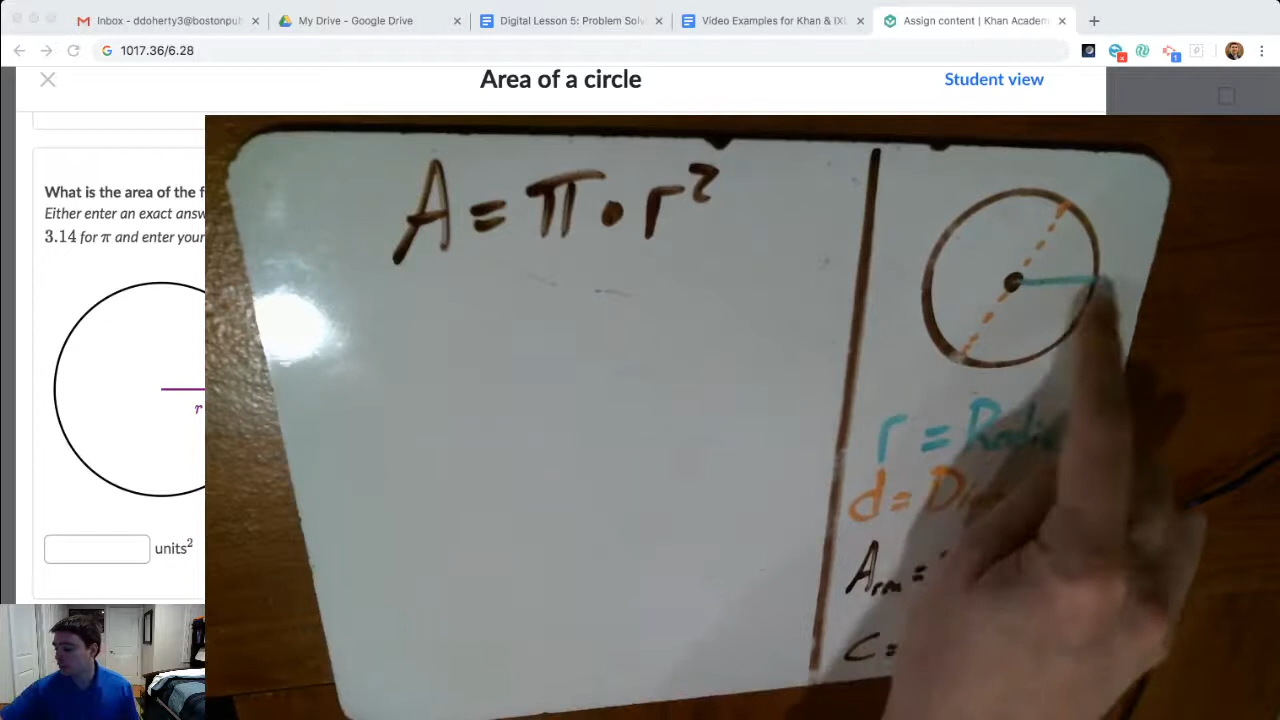 Inbox - ddoherty3@bostonpub
My Drive - Google Drive
Digital Lesson 5: Problem Solv
Video Examples for Khan & IXL
Assign content | Khan Academ
1017.36/6.28
Area of a circle
Student view
What is the area of the f
Either enter an exact answ
3.14 for π and enter your
r
units²
A = π • r²
r =
d =
A
C =